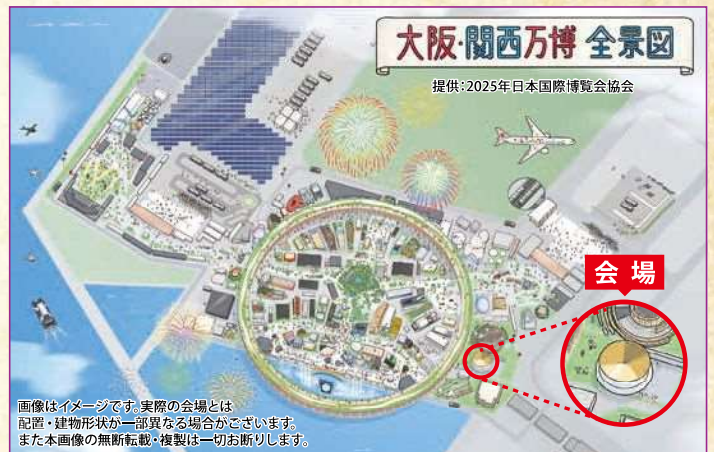 大阪・関西万博 全景図
提供：2025年日本国際博覧会協会
会場
画像はイメージです。実際の会場とは
配置・建物形状が一部異なる場合がございます。
また本画像の無断転載・複製は一切お断りします。